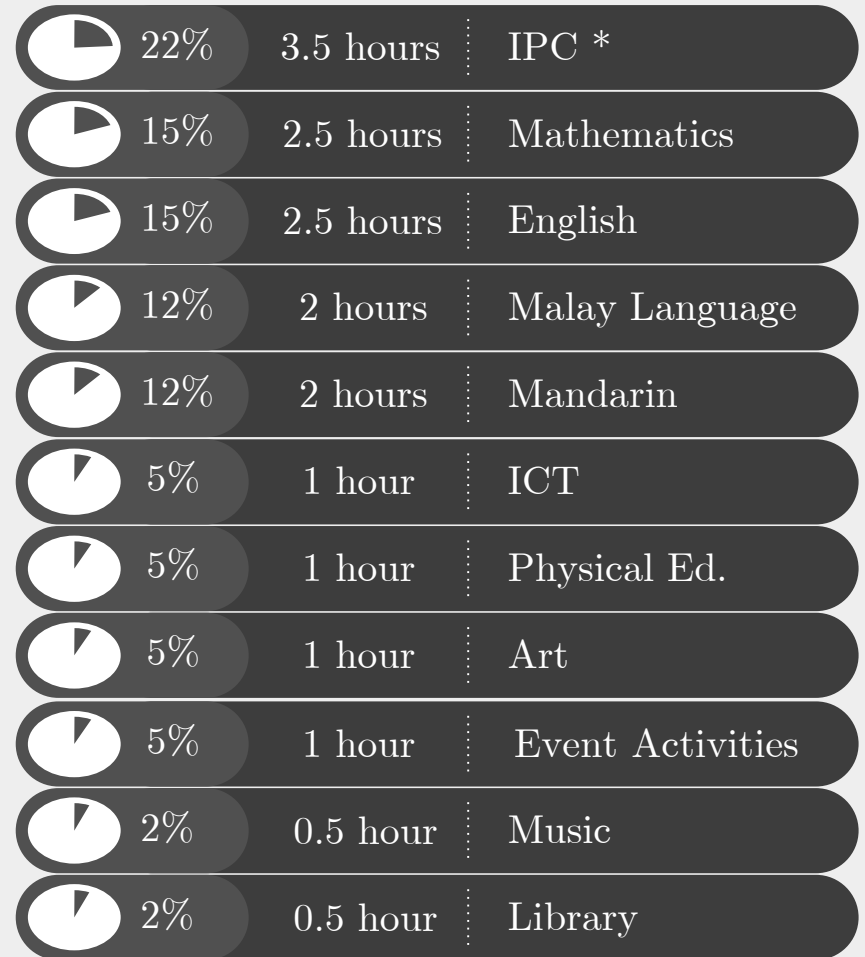 22% 3.5 hours IPC *
15% 2.5 hours Mathematics
15% 2.5 hours English
12% 2 hours Malay Language
12% 2 hours Mandarin
5% 1 hour ICT
5% 1 hour Physical Ed.
5% 1 hour Art
5% 1 hour Event Activities
2% 0.5 hour Music
2% 0.5 hour Library